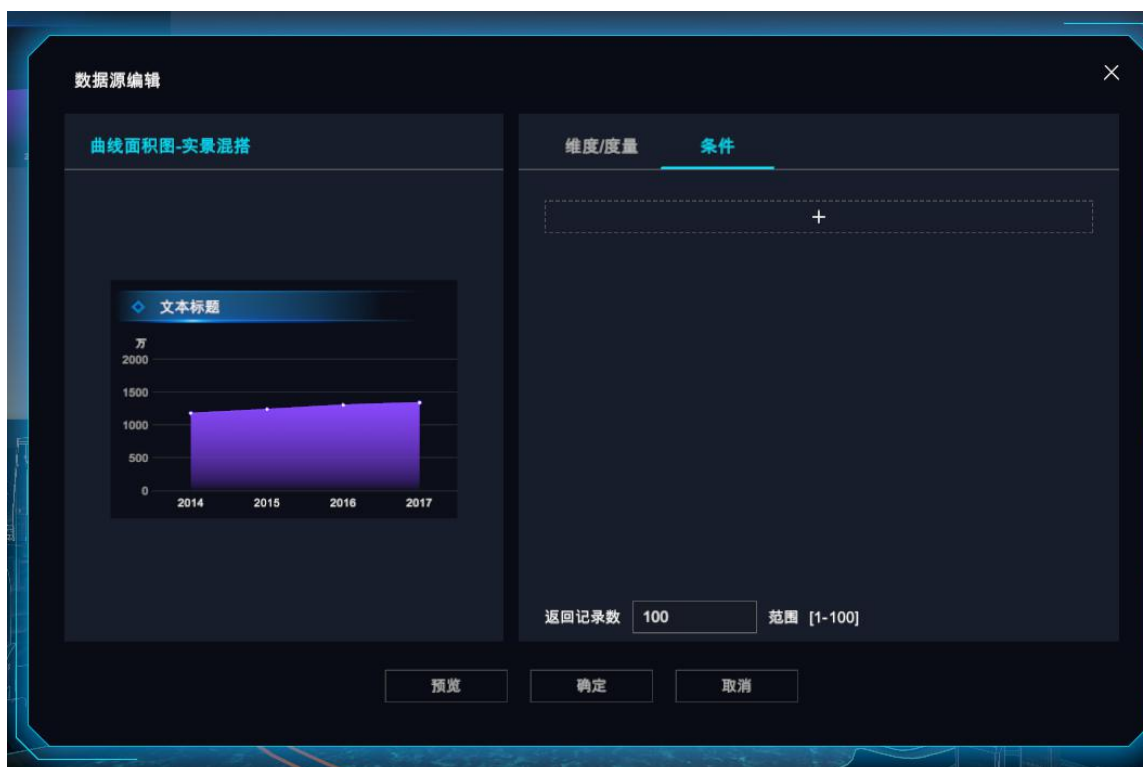 数据源编辑
曲线面积图-实景混搭
维度/度量
条件
+
文本标题
万
2000
1500
1000
500
0
2014 2015 2016 2017
返回记录数 100 范围 [1-100]
预览
确定
取消